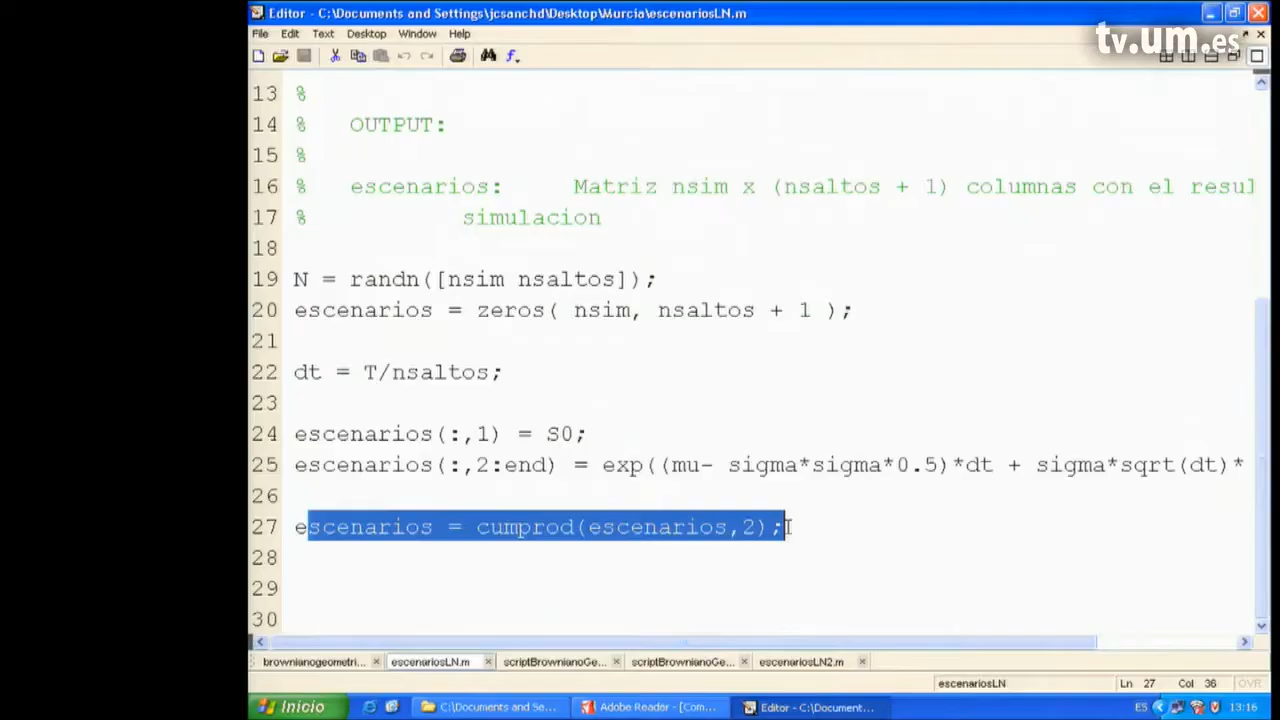 Editor - C:\Documents and Settings\jcsanchd\Desktop\Murcia\escenariosLN.m
tv.um.es
File Edit Text Desktop Window Help
13 %
14 % OUTPUT:
15 %
16 % escenarios: Matriz nsim x (nsaltos + 1) columnas con el resul
17 % simulacion
18
19 N = randn([nsim nsaltos]);
20 escenarios = zeros( nsim, nsaltos + 1 );
21
22 dt = T/nsaltos;
23
24 escenarios(:,1) = S0;
25 escenarios(:,2:end) = exp((mu- sigma*sigma*0.5)*dt + sigma*sqrt(dt)*
26
27 escenarios = cumprod(escenarios,2);
28
29
30
brownianogeometri... escenariosLN.m scriptBrownianoGe... scriptBrownianoGe... escenariosLN2.m
escenariosLN Ln 27 Col 36 OVR
Inicio C:\Documents and Se... Adobe Reader - [Com... Editor - C:\Document... ES 13:16